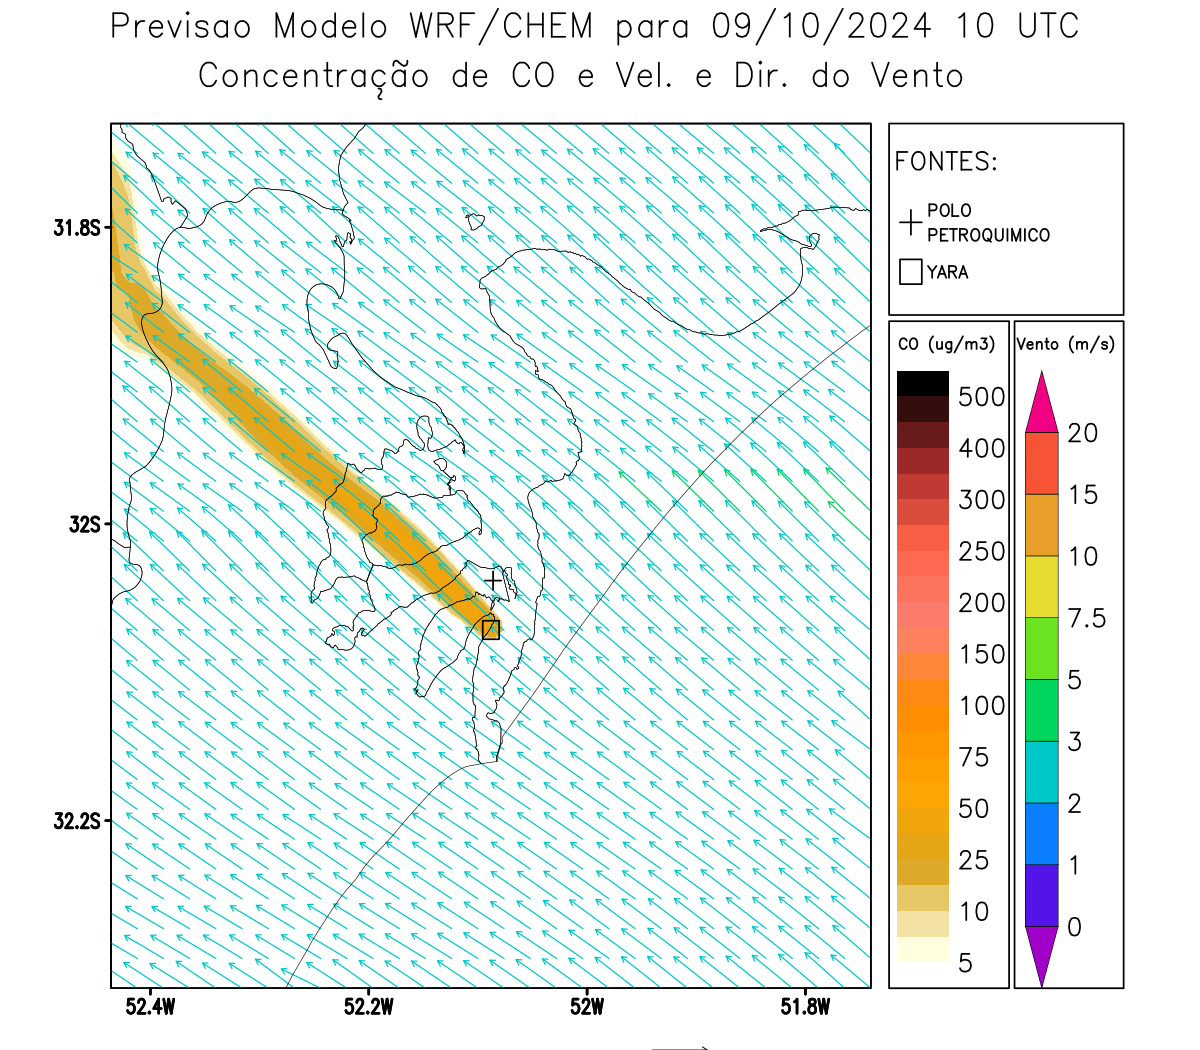 Previsao Modelo WRF/CHEM para 09/10/2024 10 UTC
Concentração de CO e Vel. e Dir. do Vento
FONTES:
POLO
PETROQUIMICO
YARA
CO (ug/m3)
500
400
300
250
200
150
100
75
50
25
10
5
Vento (m/s)
20
15
10
7.5
5
3
2
1
0
31.8S
32S
32.2S
52.4W
52.2W
52W
51.8W